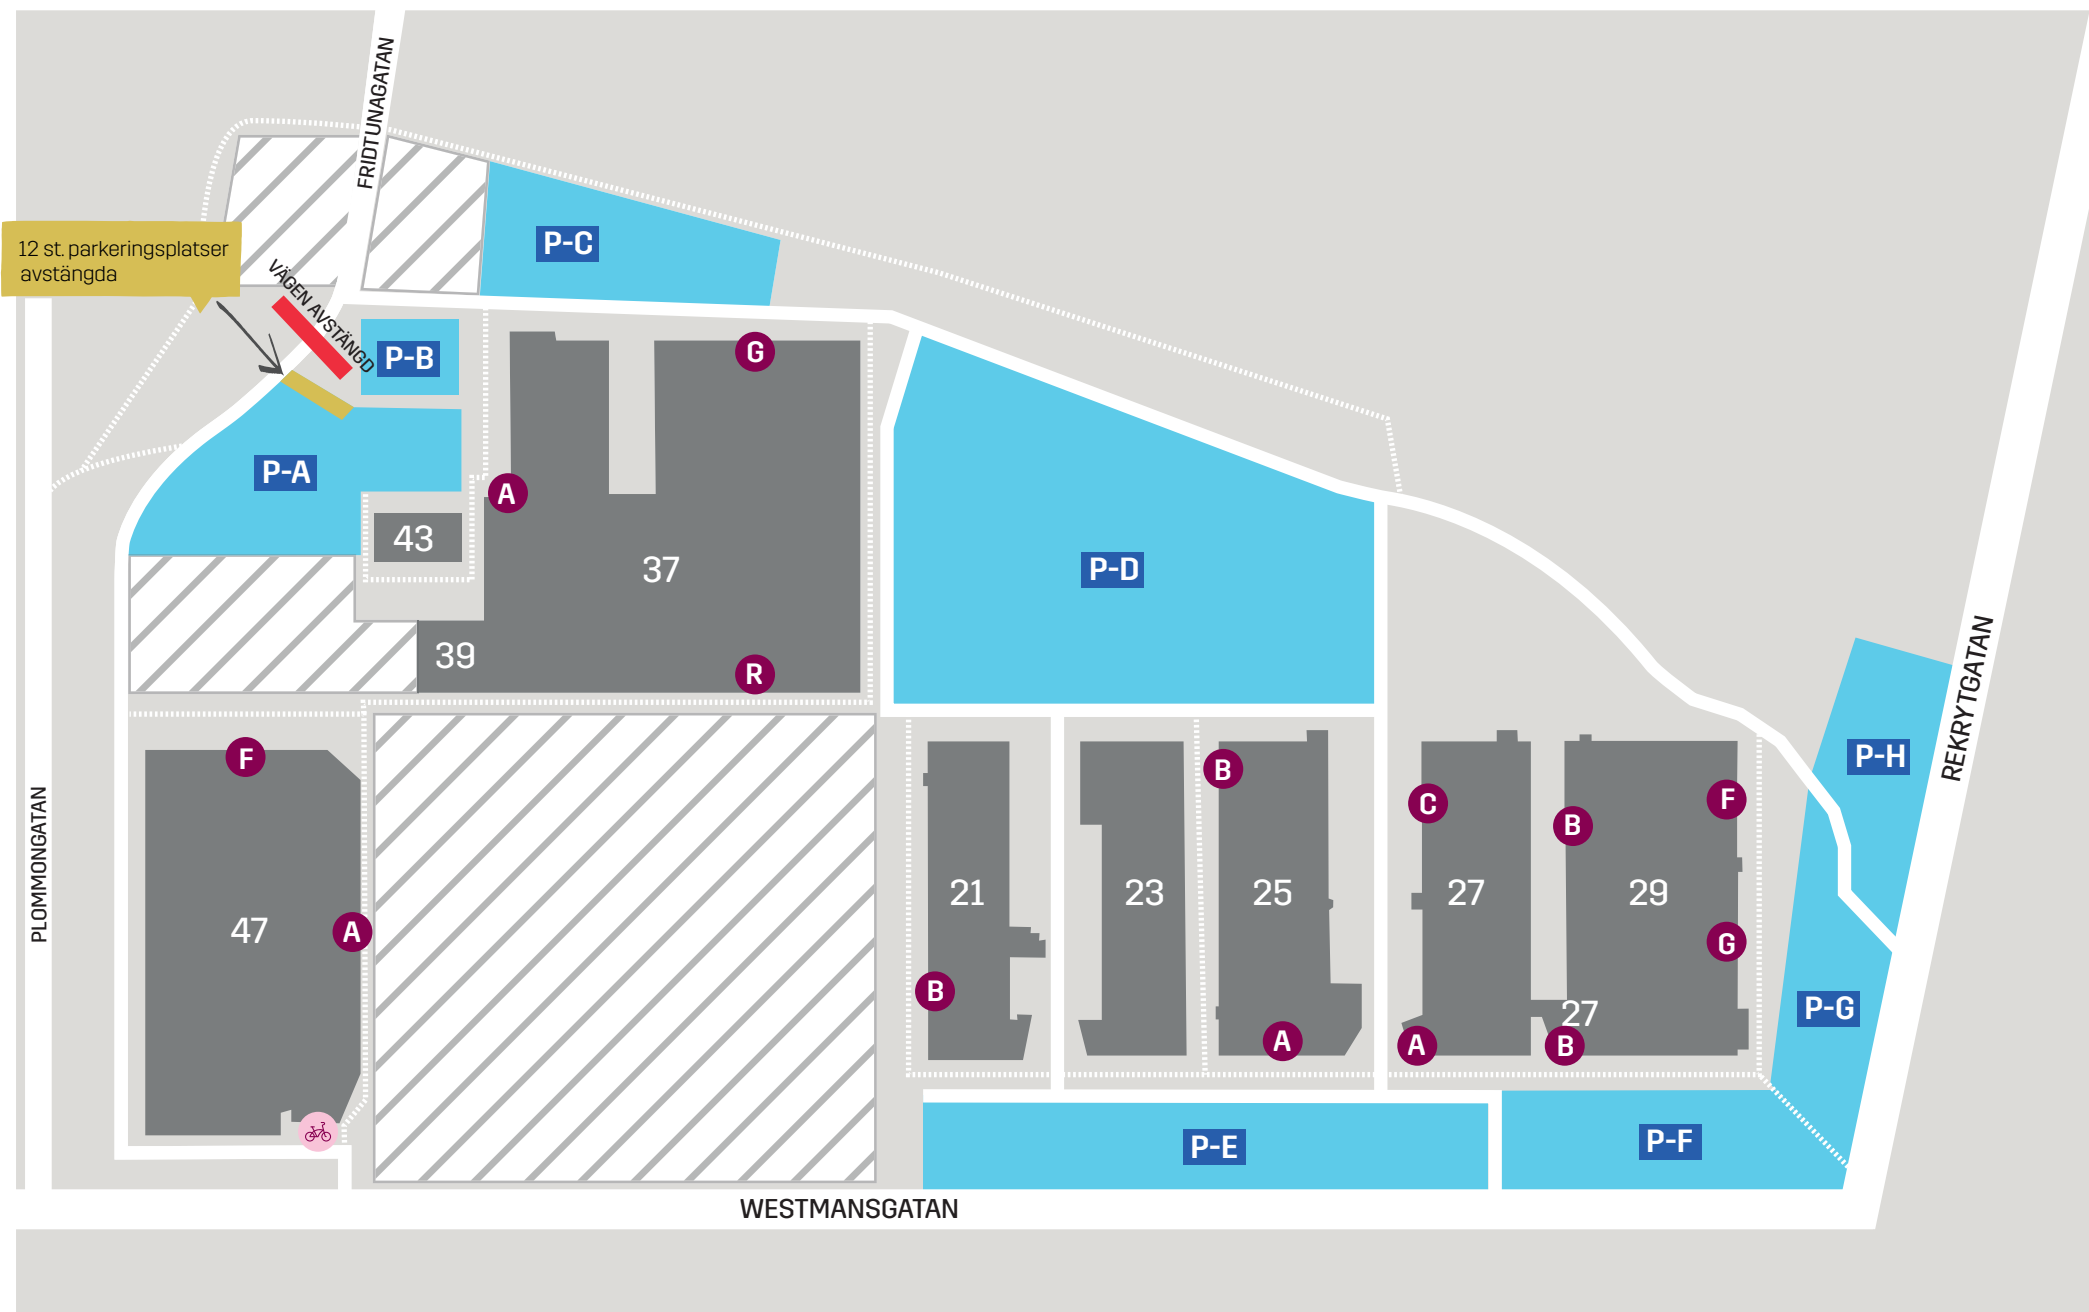 FRIDTUNAGATAN
12 st. parkeringsplatser
avstängda
VÄGEN AVSTÄNGD
P-C
P-B
G
P-A
A
43
37
P-D
39
R
F
47
A
PLOMMONGATAN
21
B
23
B
25
A
C
27
A
B
F
29
G
27
B
P-H
REKRYTGATAN
P-G
P-E
P-F
WESTMANSGATAN